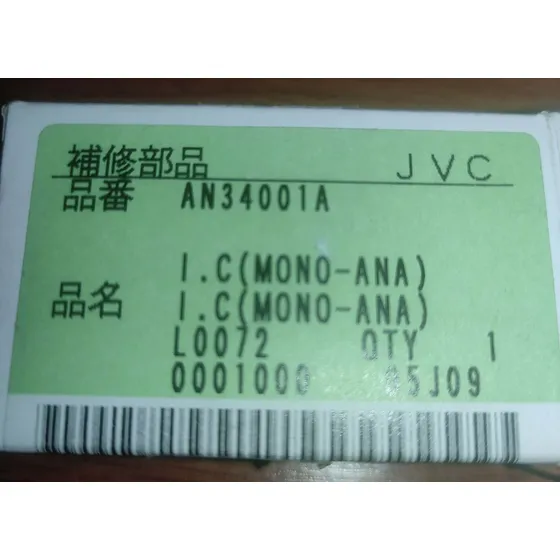 補修部品 JVC
品番 AN34001A
I.C(MONO-ANA)
品名 I.C(MONO-ANA)
L0072 QTY 1
0001000 05J09